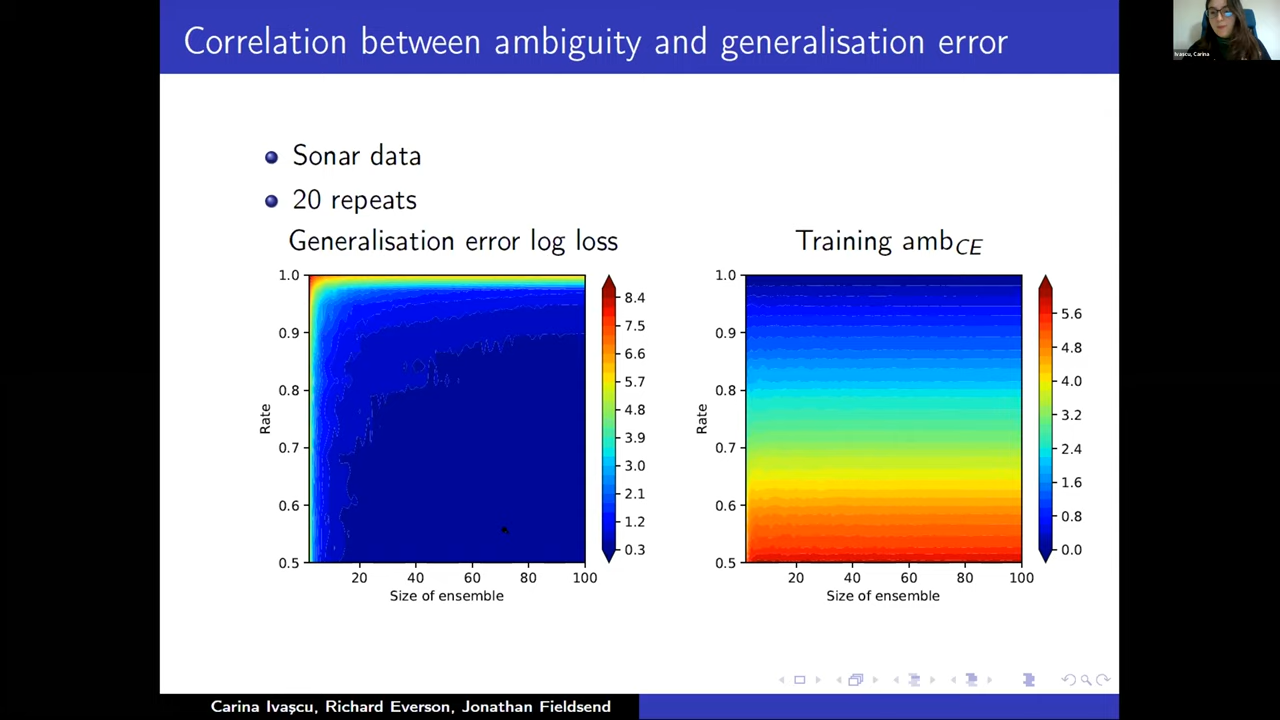 Correlation between ambiguity and generalisation error
Ivascu, Carina
Sonar data
20 repeats
Generalisation error log loss
Training amb_CE
1.0
0.9
0.8
0.7
0.6
0.5
Rate
20 40 60 80 100
Size of ensemble
8.4
7.5
6.6
5.7
4.8
3.9
3.0
2.1
1.2
0.3
1.0
0.9
0.8
0.7
0.6
0.5
Rate
20 40 60 80 100
Size of ensemble
5.6
4.8
4.0
3.2
2.4
1.6
0.8
0.0
Carina Ivaşcu, Richard Everson, Jonathan Fieldsend